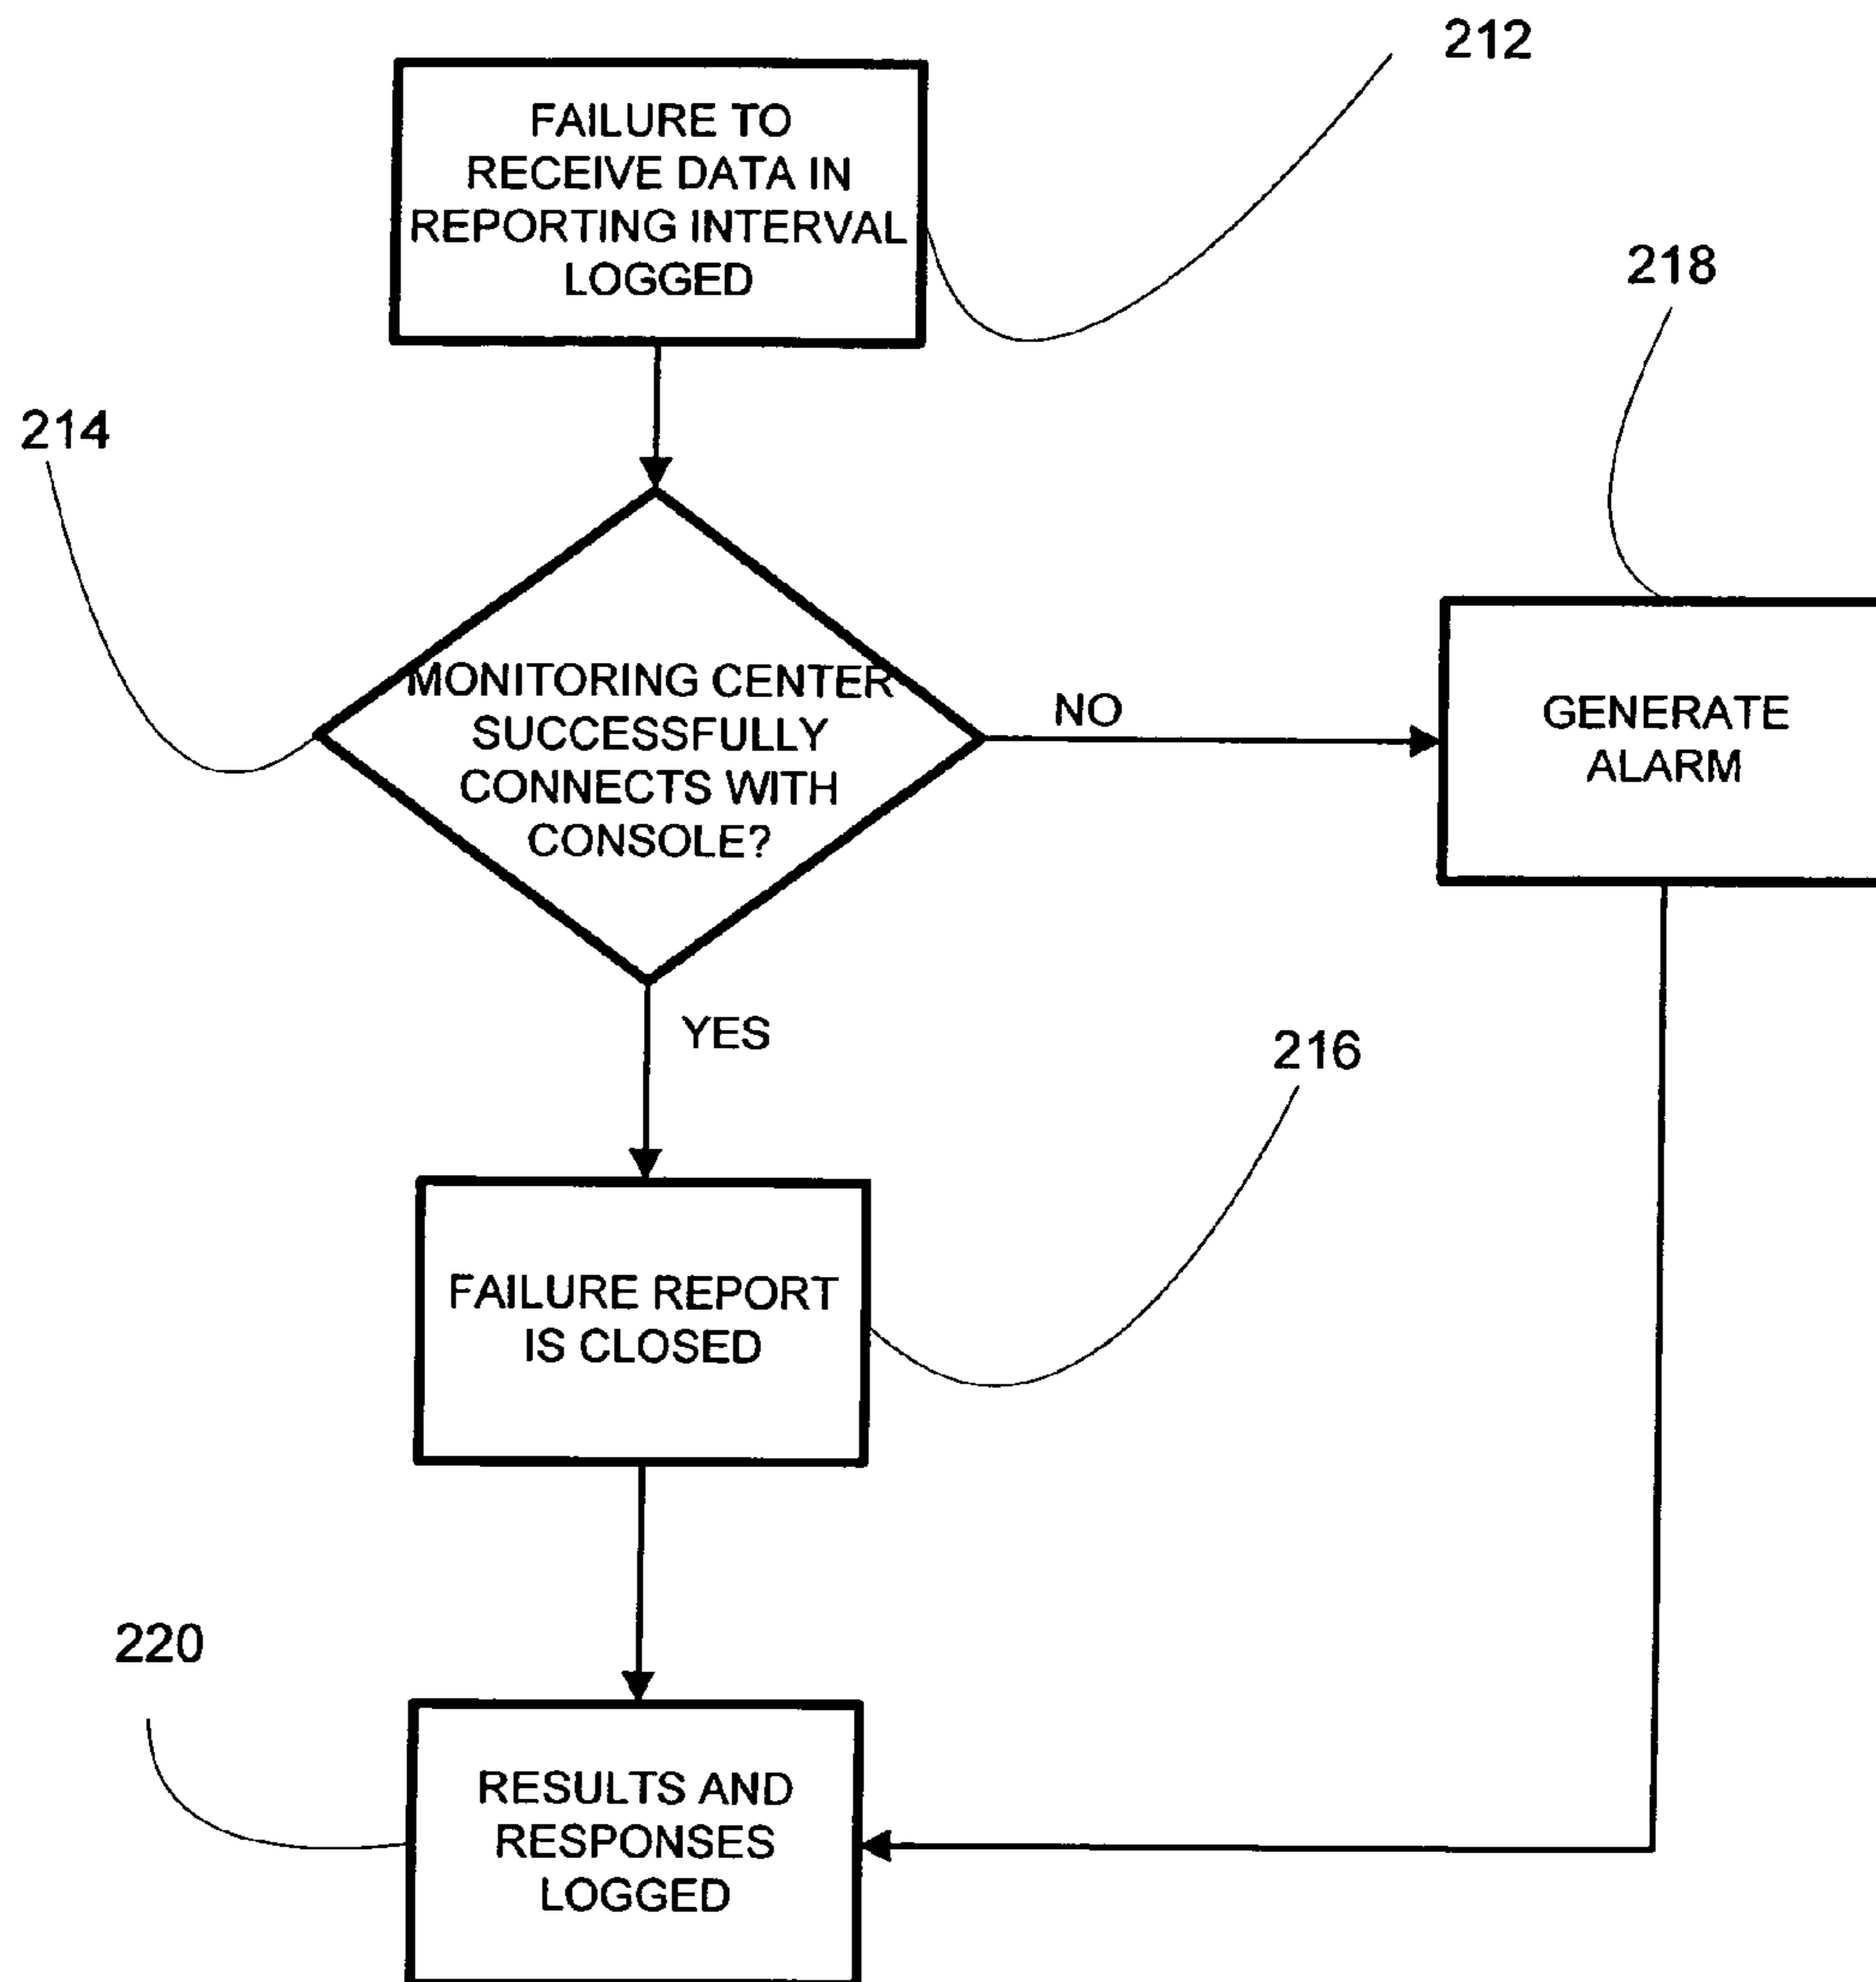 212
FAILURE TO
RECEIVE DATA IN
REPORTING INTERVAL
LOGGED
218
214
MONITORING CENTER
SUCCESSFULLY
CONNECTS WITH
CONSOLE?
NO
GENERATE
ALARM
YES
216
FAILURE REPORT
IS CLOSED
220
RESULTS AND
RESPONSES
LOGGED